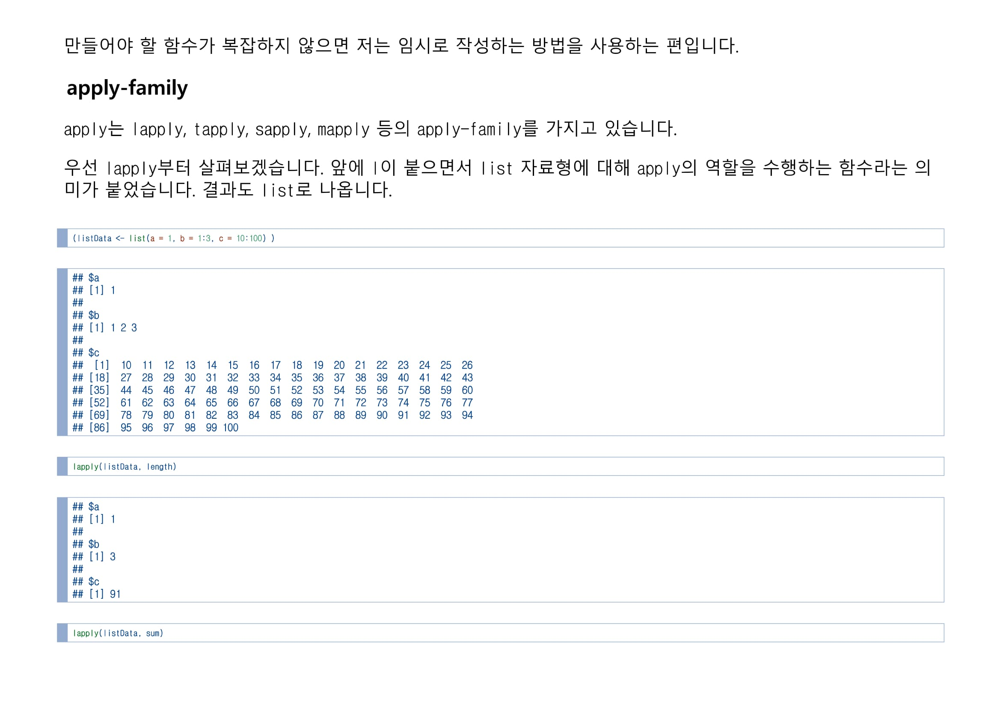 만들어야 할 함수가 복잡하지 않으면 저는 임시로 작성하는 방법을 사용하는 편입니다.
apply-family
apply는 lapply, tapply, sapply, mapply 등의 apply-family를 가지고 있습니다.
우선 lapply부터 살펴보겠습니다. 앞에 l이 붙으면서 list 자료형에 대해 apply의 역할을 수행하는 함수라는 의
미가 붙었습니다. 결과도 list로 나옵니다.
(listData <- list(a = 1, b = 1:3, c = 10:100) )
## $a
## [1] 1
##
## $b
## [1] 1 2 3
##
## $c
##  [1]  10  11  12  13  14  15  16  17  18  19  20  21  22  23  24  25  26
## [18]  27  28  29  30  31  32  33  34  35  36  37  38  39  40  41  42  43
## [35]  44  45  46  47  48  49  50  51  52  53  54  55  56  57  58  59  60
## [52]  61  62  63  64  65  66  67  68  69  70  71  72  73  74  75  76  77
## [69]  78  79  80  81  82  83  84  85  86  87  88  89  90  91  92  93  94
## [86]  95  96  97  98  99 100
lapply(listData, length)
## $a
## [1] 1
##
## $b
## [1] 3
##
## $c
## [1] 91
lapply(listData, sum)